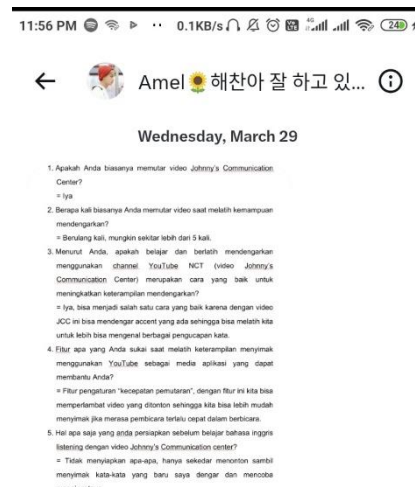 11:56 PM 0.1KB/s 4G 24
Amel🌻해찬아 잘 하고 있...
Wednesday, March 29
1. Apakah Anda biasanya memutar video Johnny's Communication
Center?
= Iya
2. Berapa kali biasanya Anda memutar video saat melatih kemampuan
mendengarkan?
= Berulang kali, mungkin sekitar lebih dari 5 kali.
3. Menurut Anda, apakah belajar dan berlatih mendengarkan
menggunakan channel YouTube NCT (video Johnny's
Communication Center) merupakan cara yang baik untuk
meningkatkan keterampilan mendengarkan?
= Iya, bisa menjadi salah satu cara yang baik karena dengan video
JCC ini bisa mendengar accent yang ada sehingga bisa melatih kita
untuk lebih bisa mengenal berbagai pengucapan kata.
4. Fitur apa yang Anda sukai saat melatih keterampilan menyimak
menggunakan YouTube sebagai media aplikasi yang dapat
membantu Anda?
= Fitur pengaturan "kecepatan pemutaran", dengan fitur ini kita bisa
memperlambat video yang ditonton sehingga kita bisa lebih mudah
menyimak jika merasa pembicara terlalu cepat dalam berbicara.
5. Hal apa saja yang anda persiapkan sebelum belajar bahasa inggris
listening dengan video Johnny's Communication center?
= Tidak menyiapkan apa-apa, hanya sekedar menonton sambil
menyimak kata-kata yang baru saya dengar dan mencoba